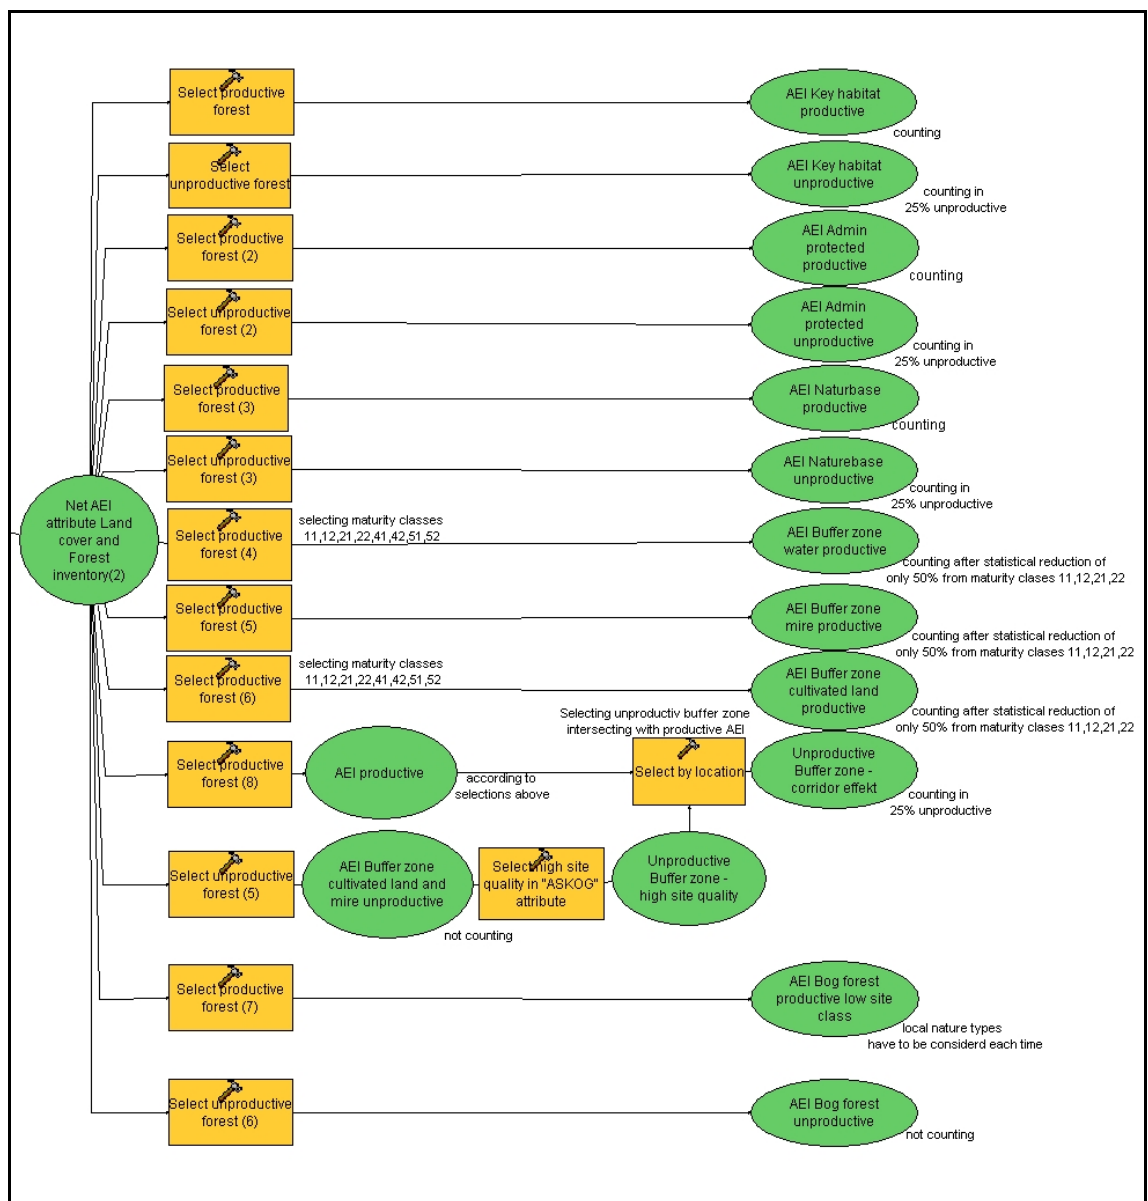 Select productive
forest
AEI Key habitat
productive
counting
Select
unproductive forest
AEI Key habitat
unproductive
counting in
25% unproductive
Select productive
forest (2)
AEI Admin
protected
productive
counting
Select unproductive
forest (2)
AEI Admin
protected
unproductive
counting in
25% unproductive
Select productive
forest (3)
AEI Naturbase
productive
counting
Select unproductive
forest (3)
AEI Naturebase
unproductive
counting in
25% unproductive
Net AEI
attribute Land
cover and
Forest
inventory(2)
Select productive
forest (4)
selecting maturity classes
11,12,21,22,41,42,51,52
AEI Buffer zone
water productive
counting after statistical reduction of
only 50% from maturity clases 11,12,21,22
Select productive
forest (5)
AEI Buffer zone
mire productive
counting after statistical reduction of
only 50% from maturity classes 11,12,21,22
Select productive
forest (6)
selecting maturity classes
11,12,21,22,41,42,51,52
AEI Buffer zone
cultivated land
productive
counting after statistical reduction of
only 50% from maturity classes 11,12,21,22
Select productive
forest (8)
AEI productive
according to
selections above
Selecting unproductiv buffer zone
intersecting with productive AEI
Select by location
Unproductive
Buffer zone -
corridor effekt
counting in
25% unproductive
Select unproductive
forest (5)
AEI Buffer zone
cultivated land and
mire unproductive
not counting
Select high site
quality in "ASKOG"
attribute
Unproductive
Buffer zone -
high site quality
Select productive
forest (7)
AEI Bog forest
productive low site
class
local nature types
have to be considerd each time
Select unproductive
forest (6)
AEI Bog forest
unproductive
not counting